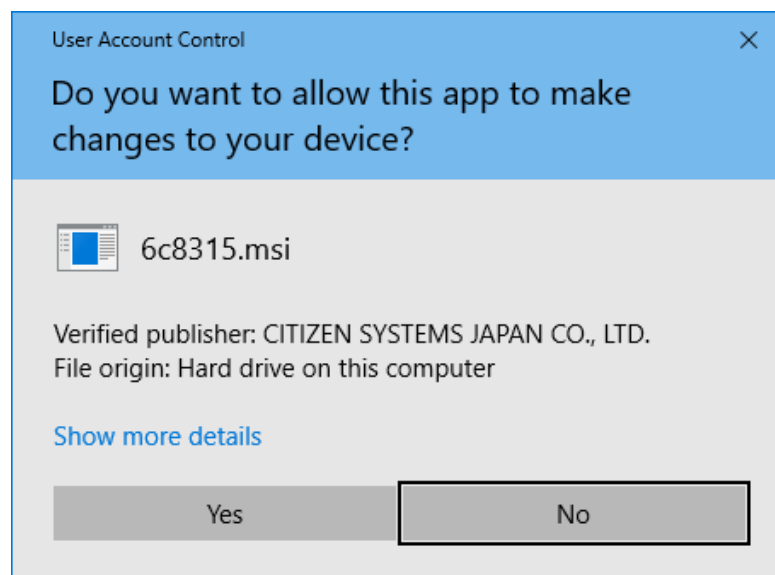 User Account Control
Do you want to allow this app to make
changes to your device?
6c8315.msi
Verified publisher: CITIZEN SYSTEMS JAPAN CO., LTD.
File origin: Hard drive on this computer
Show more details
Yes
No